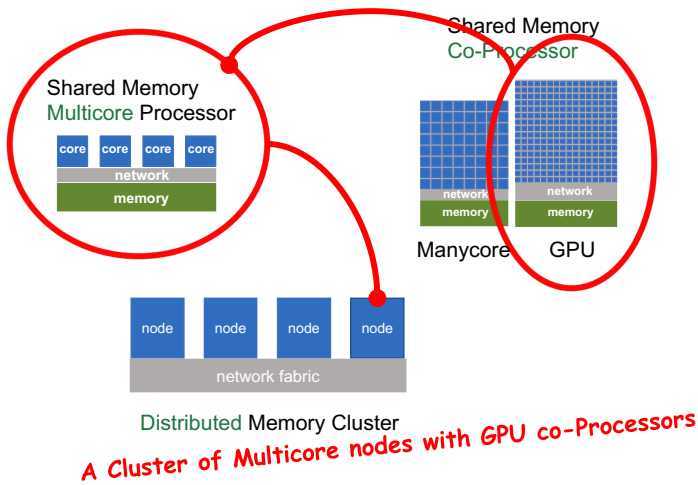 Shared Memory
Co-Processor
Shared Memory
Multicore Processor
core core core core
network
memory
network
memory
network
memory
Manycore
GPU
node node node node
network fabric
Distributed Memory Cluster
A Cluster of Multicore nodes with GPU co-Processors